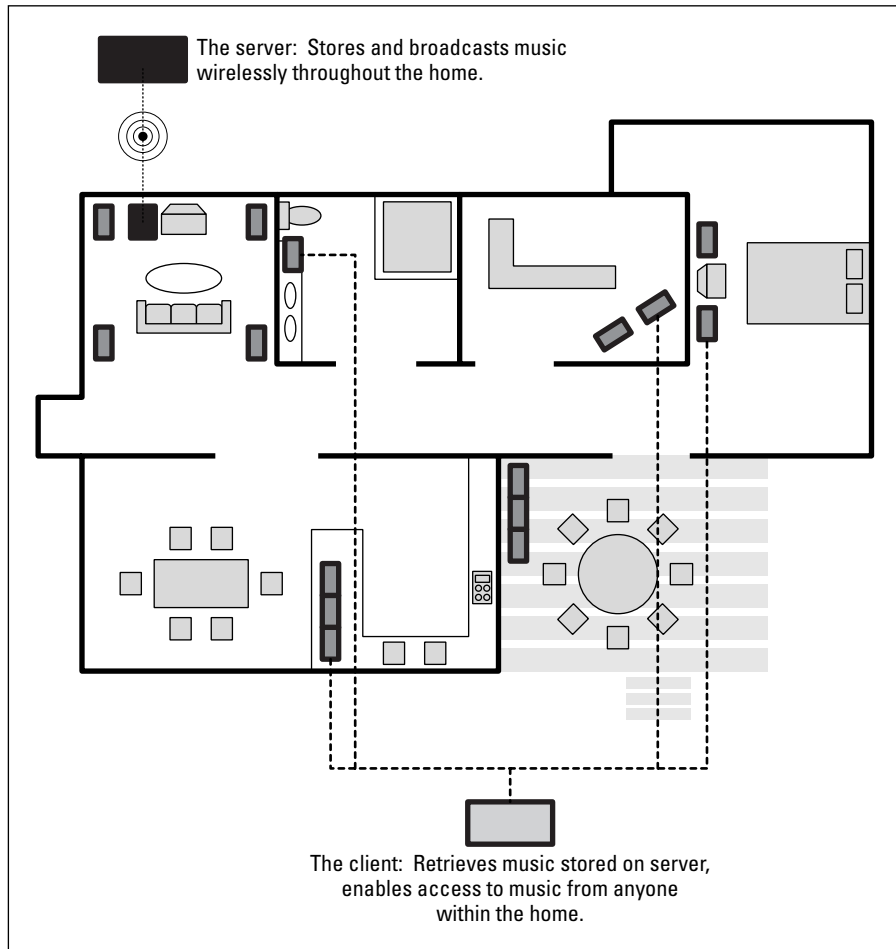 The server:  Stores and broadcasts music
wirelessly throughout the home.
The client:  Retrieves music stored on server,
enables access to music from anyone
within the home.